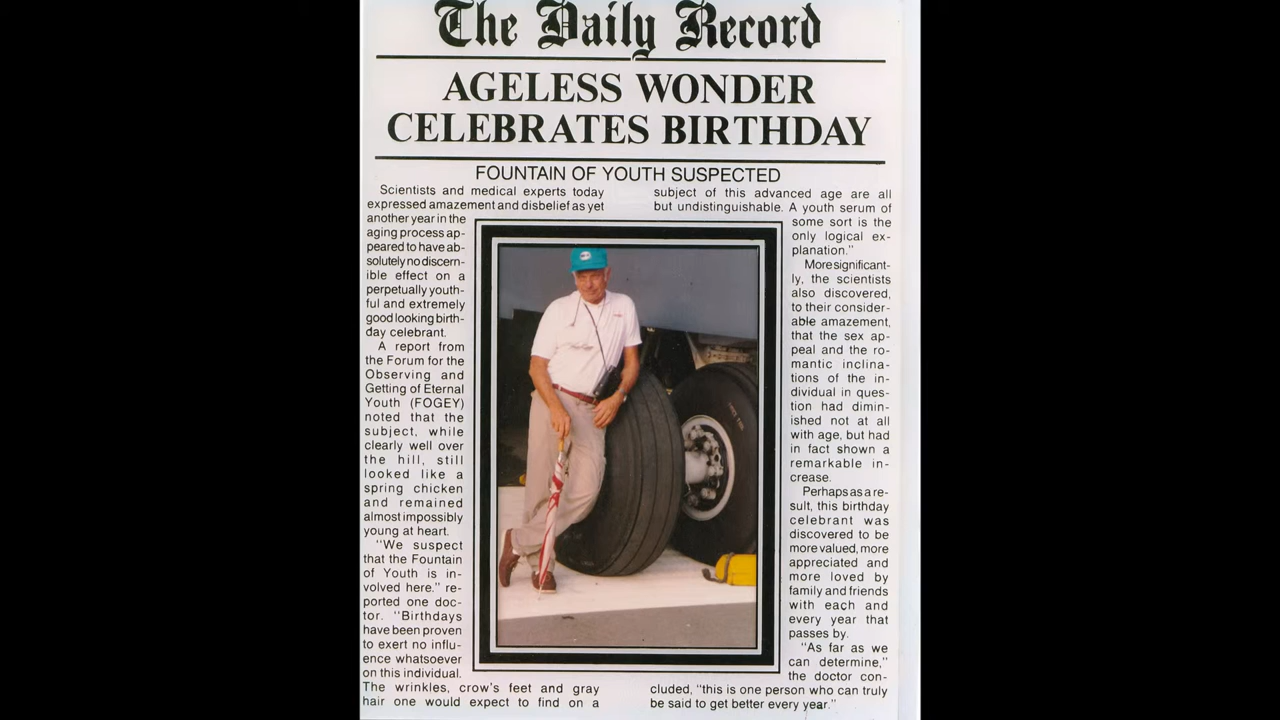 The Daily Record
AGELESS WONDER
CELEBRATES BIRTHDAY
FOUNTAIN OF YOUTH SUSPECTED
Scientists and medical experts today
expressed amazement and disbelief as yet
another year in the
aging process ap-
peared to have ab-
solutely no discern-
ible effect on a
perpetually youth-
ful and extremely
good looking birth-
day celebrant.
A report from
the Forum for the
Observing and
Getting of Eternal
Youth (FOGEY)
noted that the
subject, while
clearly well over
the hill, still
looked like a
spring chicken
and remained
almost impossibly
young at heart.
"We suspect
that the Fountain
of Youth is in-
volved here." re-
ported one doc-
tor. "Birthdays
have been proven
to exert no influ-
ence whatsoever
on this individual.
The wrinkles, crow's feet and gray
hair one would expect to find on a
subject of this advanced age are all
but undistinguishable. A youth serum of
some sort is the
only logical ex-
planation."
More significant-
ly, the scientists
also discovered,
to their consider-
able amazement,
that the sex ap-
peal and the ro-
mantic inclina-
tions of the in-
dividual in ques-
tion had dimin-
ished not at all
with age, but had
in fact shown a
remarkable in-
crease.
Perhaps as a re-
sult, this birthday
celebrant was
discovered to be
more valued, more
appreciated and
more loved by
family and friends
with each and
every year that
passes by.
"As far as we
can determine,"
the doctor con-
cluded, "this is one person who can truly
be said to get better every year."